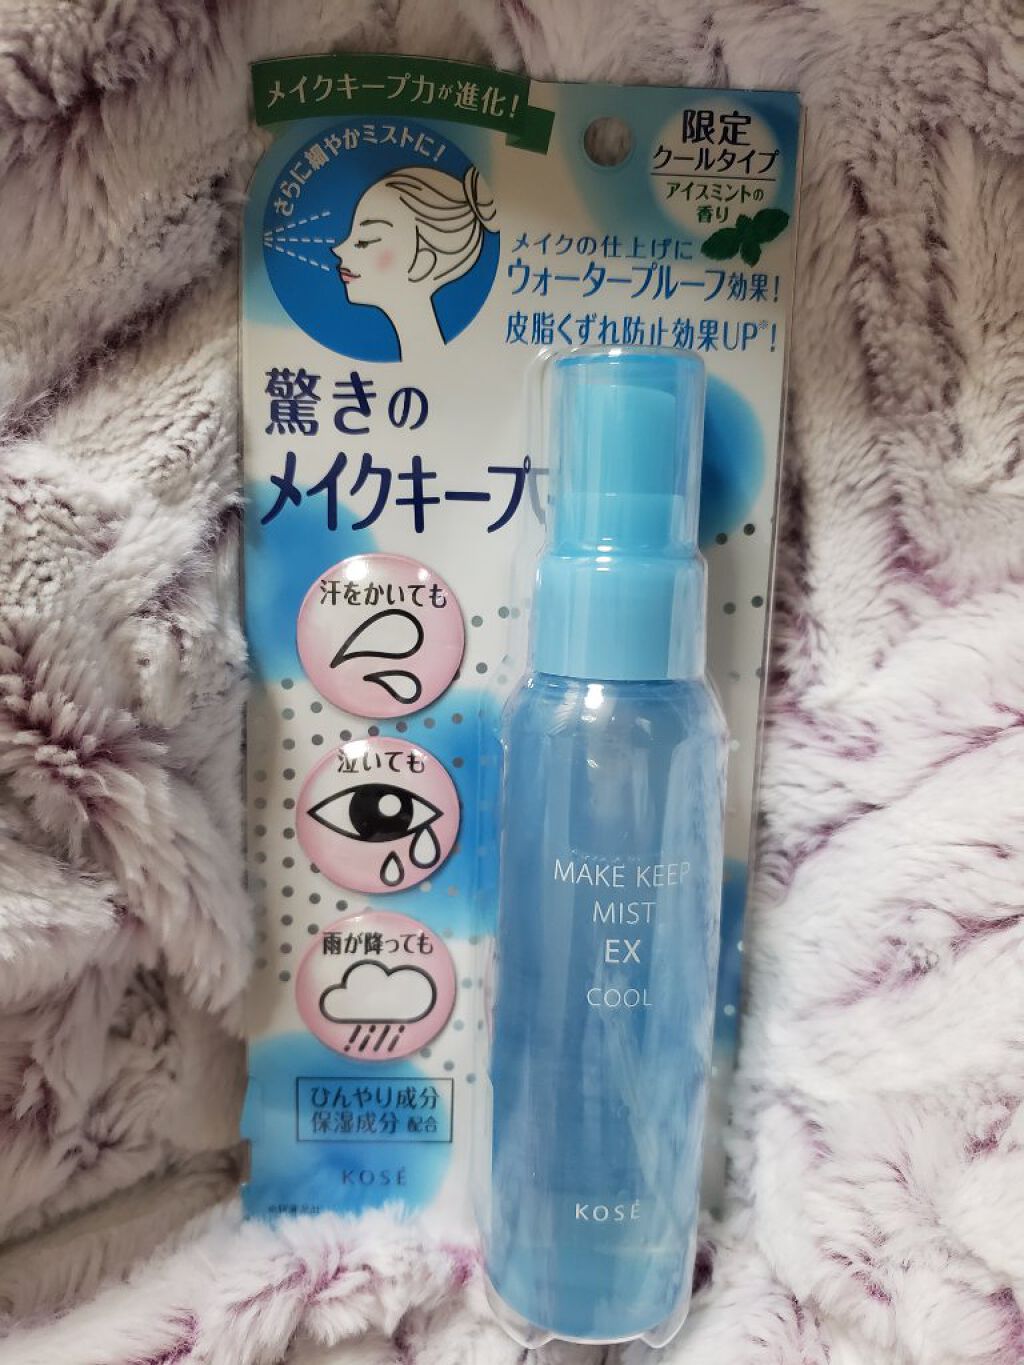 メイクキープ力が進化!
さらに細やかミストに!
限定
クールタイプ
アイスミントの
香り
メイクの仕上げに
ウォータープルーフ効果!
皮脂くずれ防止効果UP※!
驚きの
メイクキープ
汗をかいても
泣いても
雨が降っても
ひんやり成分
保湿成分 配合
KOSÉ
MAKE KEEP
MIST
EX
COOL
KOSÉ